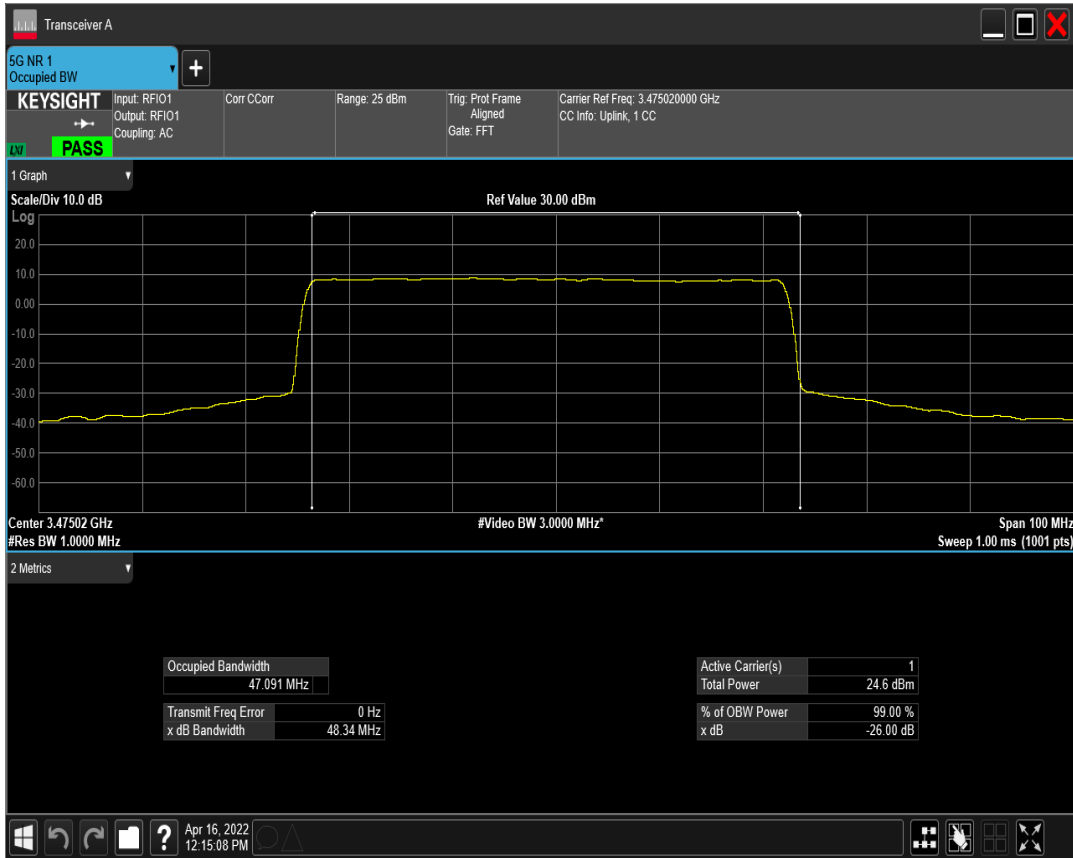 Transceiver A
5G NR 1
Occupied BW
KEYSIGHT
LXI
PASS
Input: RFIO1
Output: RFIO1
Coupling: AC
Corr CCorr
Range: 25 dBm
Trig: Prot Frame
Aligned
Gate: FFT
Carrier Ref Freq: 3.475020000 GHz
CC Info: Uplink, 1 CC
1 Graph
Scale/Div 10.0 dB
Ref Value 30.00 dBm
Log
20.0
10.0
0.00
-10.0
-20.0
-30.0
-40.0
-50.0
-60.0
Center 3.47502 GHz
#Video BW 3.0000 MHz*
Span 100 MHz
#Res BW 1.0000 MHz
Sweep 1.00 ms (1001 pts)
2 Metrics
Occupied Bandwidth
47.091 MHz
Transmit Freq Error 0 Hz
x dB Bandwidth 48.34 MHz
Active Carrier(s) 1
Total Power 24.6 dBm
% of OBW Power 99.00 %
x dB -26.00 dB
?
Apr 16, 2022
12:15:08 PM